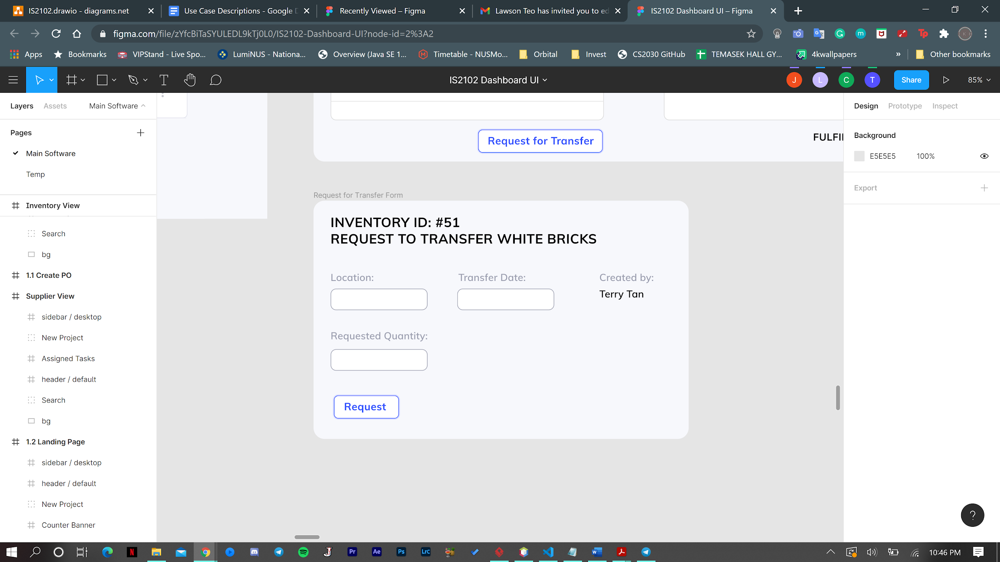 IS2102.drawio - diagrams.net
Use Case Descriptions - Google
Recently Viewed – Figma
Lawson Teo has invited you to ed
IS2102 Dashboard UI – Figma
figma.com/file/zYfcBiTaSYULEDL9kTj0L0/IS2102-Dashboard-UI?node-id=2%3A2
Apps
Bookmarks
VIPStand - Live Spo...
LumiNUS - Nationa...
Overview (Java SE 1...
Timetable - NUSMo...
Orbital
Invest
CS2030 GitHub
TEMASEK HALL GY...
4kwallpapers
»
Other bookmarks
IS2102 Dashboard UI
J
L
C
T
Share
85%
Layers
Assets
Main Software
Pages
Main Software
Temp
Inventory View
Search
bg
1.1 Create PO
Supplier View
sidebar / desktop
New Project
Assigned Tasks
header / default
Search
bg
1.2 Landing Page
sidebar / desktop
header / default
New Project
Counter Banner
Request for Transfer
FULFI
Request for Transfer Form
INVENTORY ID: #51
REQUEST TO TRANSFER WHITE BRICKS
Location:
Transfer Date:
Created by:
Terry Tan
Requested Quantity:
Request
Design
Prototype
Inspect
Background
E5E5E5
100%
Export
?
Pr
Ae
Ps
LrC
10:46 PM